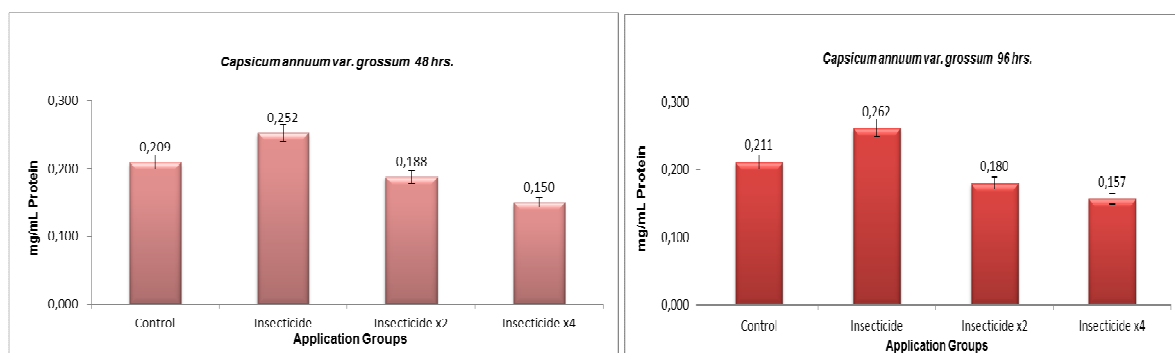 Capsicum annuum var. grossum 48 hrs.
mg/mL Protein
0,300
0,200
0,100
0,000
0,209
0,252
0,188
0,150
Control
Insecticide
Insecticide x2
Insecticide x4
Application Groups
Capsicum annuum var. grossum 96 hrs.
mg/mL Protein
0,300
0,200
0,100
0,000
0,211
0,262
0,180
0,157
Control
Insecticide
Insecticide x2
Insecticide x4
Application Groups